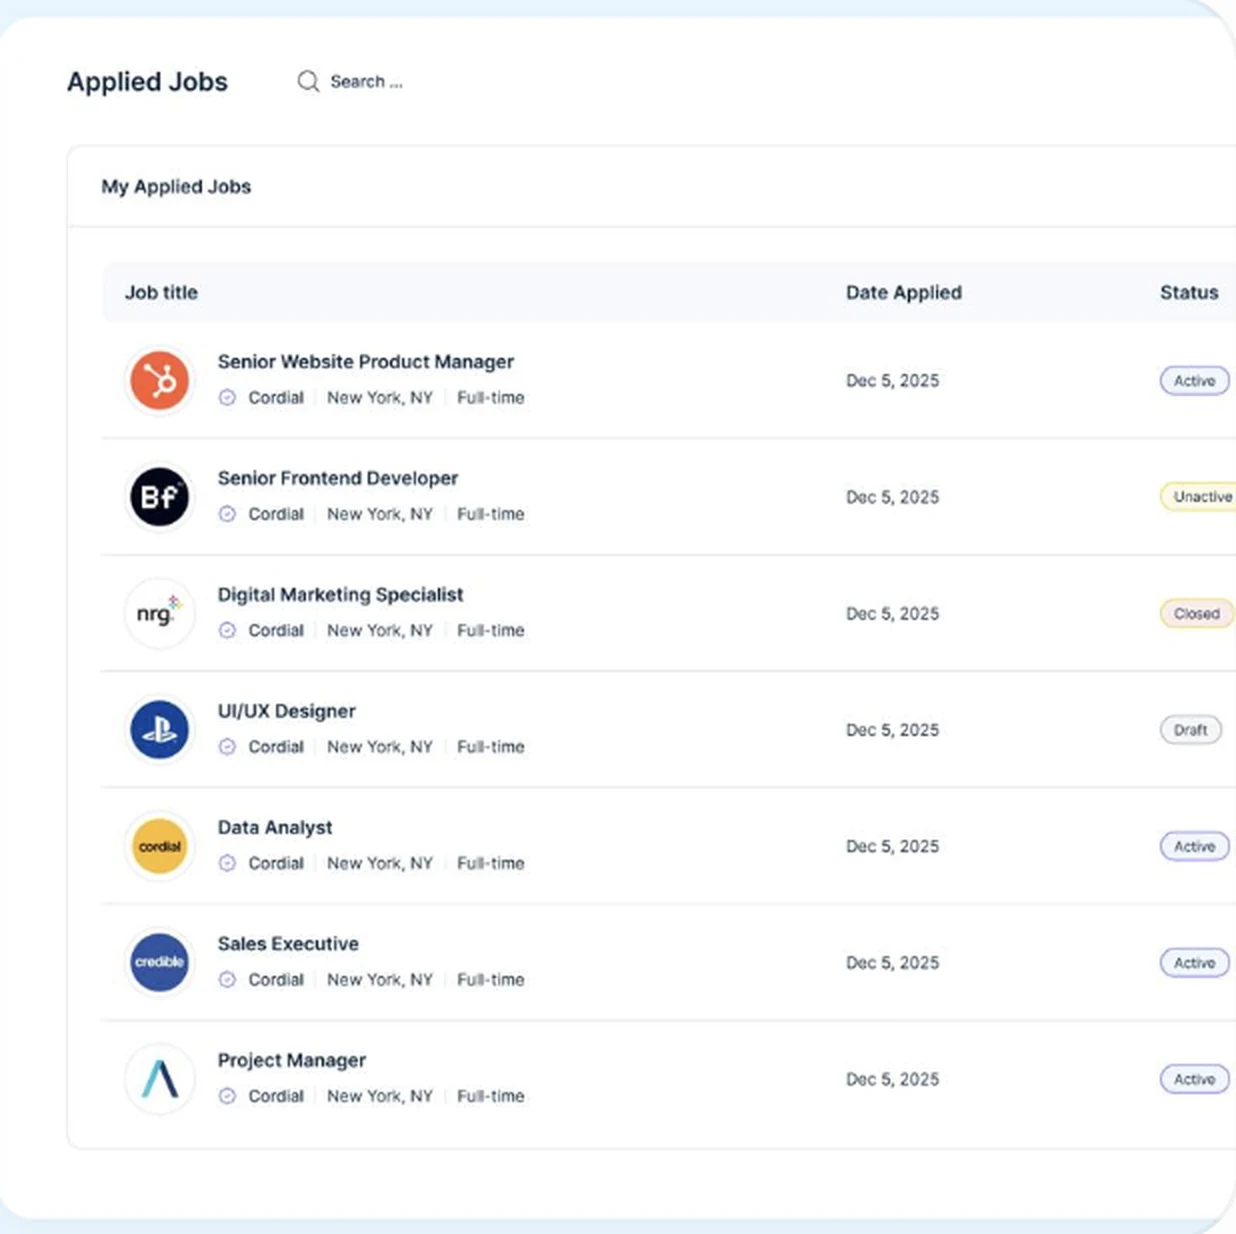 Applied Jobs Search ...
My Applied Jobs
Job title Date Applied Status
Senior Website Product Manager
Cordial New York, NY Full-time
Dec 5, 2025
Active
Bf
Senior Frontend Developer
Cordial New York, NY Full-time
Dec 5, 2025
Unactive
nrg
Digital Marketing Specialist
Cordial New York, NY Full-time
Dec 5, 2025
Closed
UI/UX Designer
Cordial New York, NY Full-time
Dec 5, 2025
Draft
cordial
Data Analyst
Cordial New York, NY Full-time
Dec 5, 2025
Active
credible
Sales Executive
Cordial New York, NY Full-time
Dec 5, 2025
Active
Project Manager
Cordial New York, NY Full-time
Dec 5, 2025
Active